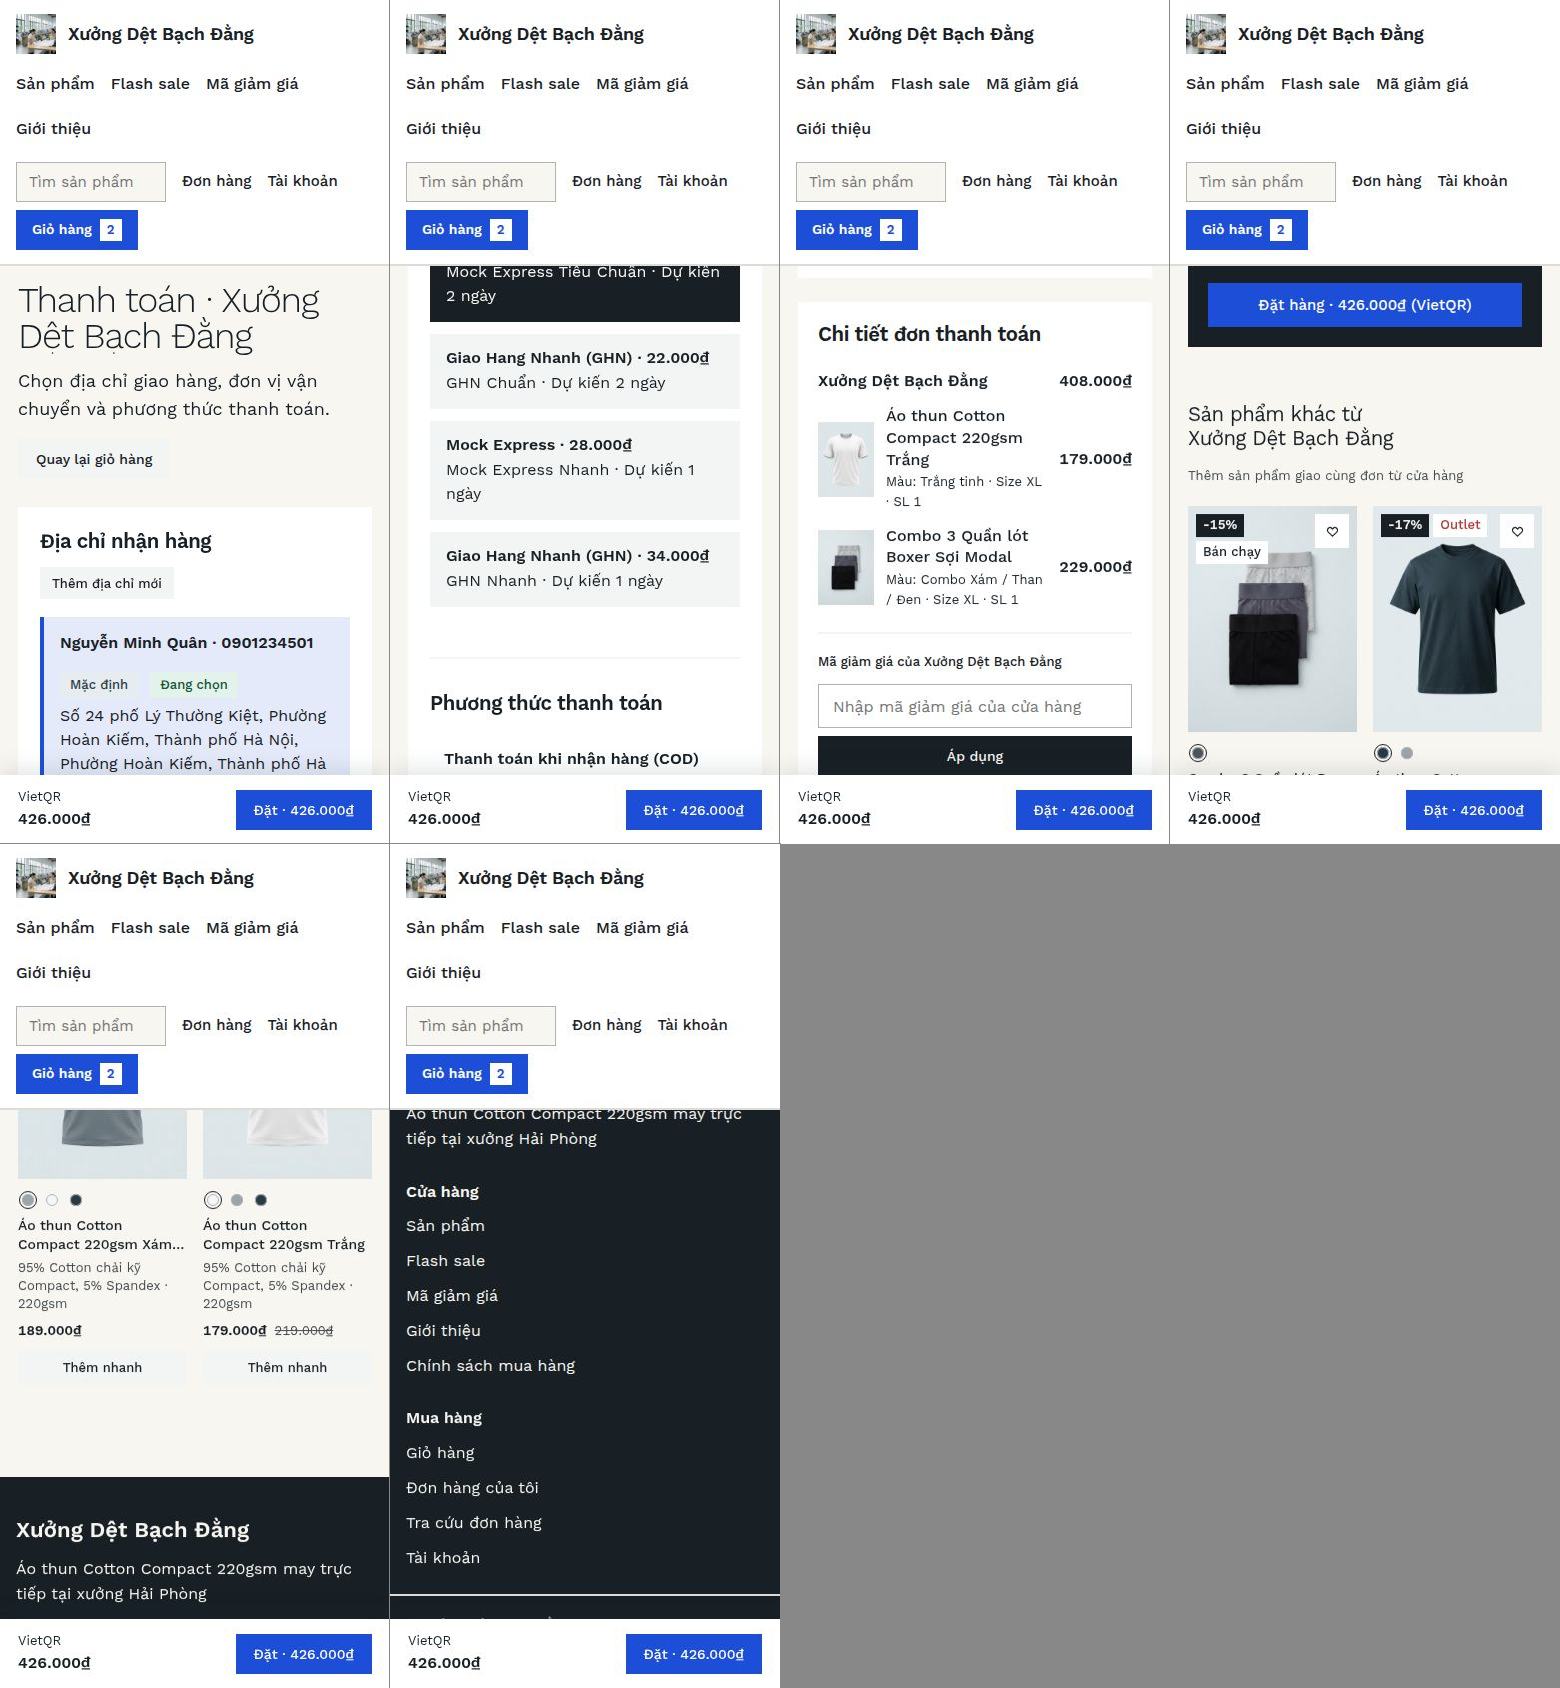 Xưởng Dệt Bạch Đằng
Sản phẩm Flash sale Mã giảm giá
Giới thiệu
Tìm sản phẩm Đơn hàng Tài khoản
Giỏ hàng 2
Thanh toán · Xưởng
Dệt Bạch Đằng
Chọn địa chỉ giao hàng, đơn vị vận
chuyển và phương thức thanh toán.
Quay lại giỏ hàng
Địa chỉ nhận hàng
Thêm địa chỉ mới
Nguyễn Minh Quân · 0901234501
Mặc định Đang chọn
Số 24 phố Lý Thường Kiệt, Phường
Hoàn Kiếm, Thành phố Hà Nội,
Phường Hoàn Kiếm, Thành phố Hà
VietQR
426.000₫
Đặt · 426.000₫
Xưởng Dệt Bạch Đằng
Sản phẩm Flash sale Mã giảm giá
Giới thiệu
Tìm sản phẩm Đơn hàng Tài khoản
Giỏ hàng 2
Mock Express Tiêu Chuẩn · Dự kiến
2 ngày
Giao Hang Nhanh (GHN) · 22.000₫
GHN Chuẩn · Dự kiến 2 ngày
Mock Express · 28.000₫
Mock Express Nhanh · Dự kiến 1
ngày
Giao Hang Nhanh (GHN) · 34.000₫
GHN Nhanh · Dự kiến 1 ngày
Phương thức thanh toán
Thanh toán khi nhận hàng (COD)
VietQR
426.000₫
Đặt · 426.000₫
Xưởng Dệt Bạch Đằng
Sản phẩm Flash sale Mã giảm giá
Giới thiệu
Tìm sản phẩm Đơn hàng Tài khoản
Giỏ hàng 2
Chi tiết đơn thanh toán
Xưởng Dệt Bạch Đằng 408.000₫
Áo thun Cotton
Compact 220gsm
Trắng
179.000₫
Màu: Trắng tinh · Size XL
· SL 1
Combo 3 Quần lót
Boxer Sợi Modal
229.000₫
Màu: Combo Xám / Than
/ Đen · Size XL · SL 1
Mã giảm giá của Xưởng Dệt Bạch Đằng
Nhập mã giảm giá của cửa hàng
Áp dụng
VietQR
426.000₫
Đặt · 426.000₫
Xưởng Dệt Bạch Đằng
Sản phẩm Flash sale Mã giảm giá
Giới thiệu
Tìm sản phẩm Đơn hàng Tài khoản
Giỏ hàng 2
Đặt hàng · 426.000₫ (VietQR)
Sản phẩm khác từ
Xưởng Dệt Bạch Đằng
Thêm sản phẩm giao cùng đơn từ cửa hàng
-15%
Bán chạy
-17% Outlet
VietQR
426.000₫
Đặt · 426.000₫
Xưởng Dệt Bạch Đằng
Sản phẩm Flash sale Mã giảm giá
Giới thiệu
Tìm sản phẩm Đơn hàng Tài khoản
Giỏ hàng 2
Áo thun Cotton
Compact 220gsm Xám...
95% Cotton chải kỹ
Compact, 5% Spandex ·
220gsm
189.000₫
Thêm nhanh
Áo thun Cotton
Compact 220gsm Trắng
95% Cotton chải kỹ
Compact, 5% Spandex ·
220gsm
179.000₫ 219.000₫
Thêm nhanh
Xưởng Dệt Bạch Đằng
Áo thun Cotton Compact 220gsm may trực
tiếp tại xưởng Hải Phòng
VietQR
426.000₫
Đặt · 426.000₫
Xưởng Dệt Bạch Đằng
Sản phẩm Flash sale Mã giảm giá
Giới thiệu
Tìm sản phẩm Đơn hàng Tài khoản
Giỏ hàng 2
Áo thun Cotton Compact 220gsm may trực
tiếp tại xưởng Hải Phòng
Cửa hàng
Sản phẩm
Flash sale
Mã giảm giá
Giới thiệu
Chính sách mua hàng
Mua hàng
Giỏ hàng
Đơn hàng của tôi
Tra cứu đơn hàng
Tài khoản
VietQR
426.000₫
Đặt · 426.000₫